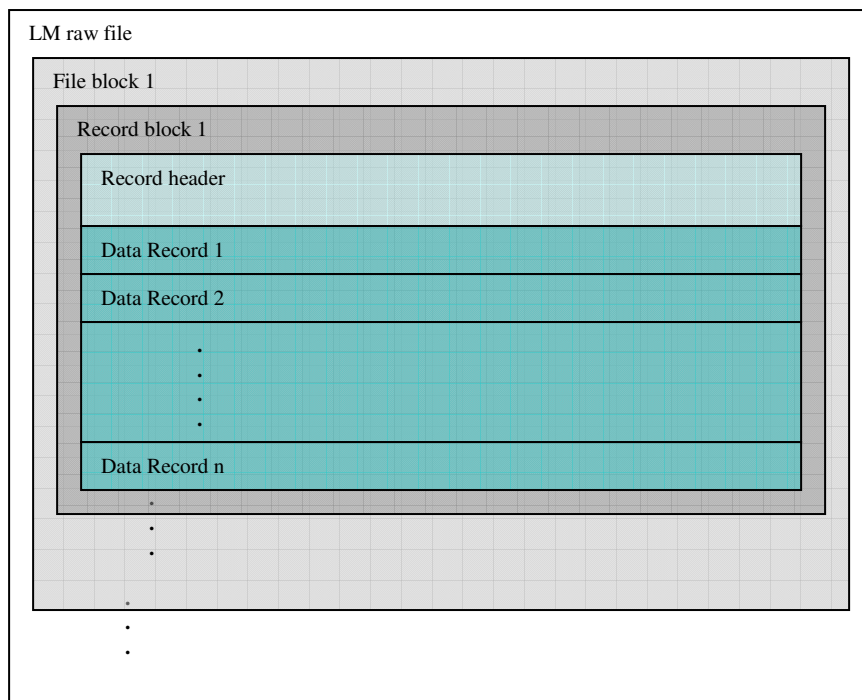 LM raw file
File block 1
Record block 1
Record header
Data Record 1
Data Record 2
.
.
.
.
Data Record n
.
.
.
.
.
.